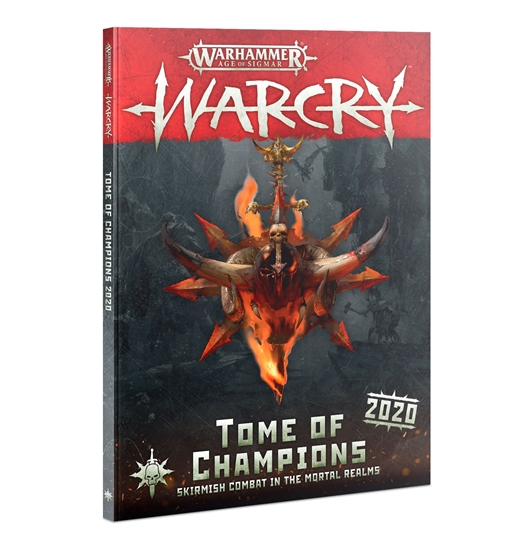 WARHAMMER
AGE OF SIGMAR
WARCRY
2020
TOME OF
CHAMPIONS
SKIRMISH COMBAT IN THE MORTAL REALMS
WARHAMMER
WARCRY
TOME OF CHAMPIONS 2020